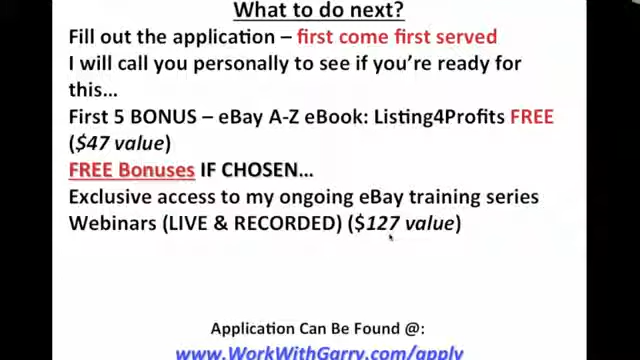 What to do next?
Fill out the application – first come first served
I will call you personally to see if you're ready for
this...
First 5 BONUS – eBay A-Z eBook: Listing4Profits FREE
($47 value)
FREE Bonuses IF CHOSEN...
Exclusive access to my ongoing eBay training series
Webinars (LIVE & RECORDED) ($127 value)
Application Can Be Found @:
www.WorkWithGarry.com/apply